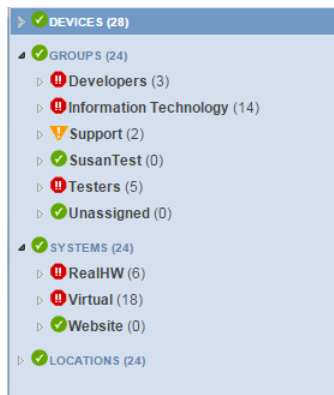 DEVICES (28)
GROUPS (24)
Developers (3)
Information Technology (14)
Support (2)
SusanTest (0)
Testers (5)
Unassigned (0)
SYSTEMS (24)
RealHW (6)
Virtual (18)
Website (0)
LOCATIONS (24)